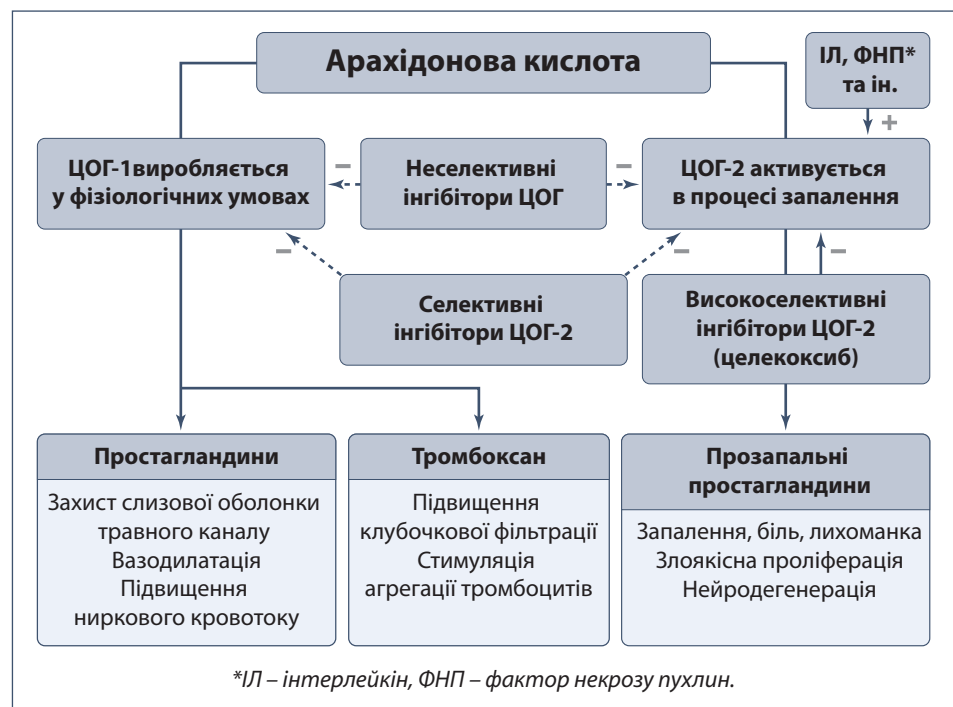 Арахідонова кислота
ІЛ, ФНП*
та ін.
+
ЦОГ-1виробляється
у фізіологічних умовах
–
Неселективні
інгібітори ЦОГ
–
ЦОГ-2 активується
в процесі запалення
–
Селективні
інгібітори ЦОГ-2
–
–
Високоселективні
інгібітори ЦОГ-2
(целекоксиб)
Простагландини
Захист слизової оболонки
травного каналу
Вазодилатація
Підвищення
ниркового кровотоку
Тромбоксан
Підвищення
клубочкової фільтрації
Стимуляція
агрегації тромбоцитів
Прозапальні
простагландини
Запалення, біль, лихоманка
Злоякісна проліферація
Нейродегенерація
*ІЛ – інтерлейкін, ФНП – фактор некрозу пухлин.